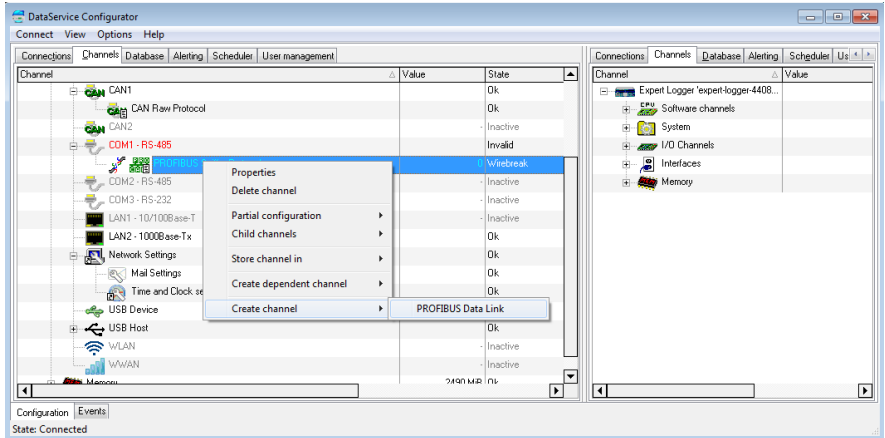 DataService Configurator
Connect View Options Help
Connections Channels Database Alerting Scheduler User management
Channel Value State
CAN1 Ok
CAN Raw Protocol Ok
CAN2 - Inactive
COM1 - RS-485 Invalid
PROFIBUS 0 Wirebreak
COM2 - RS-485 - Inactive
COM3 - RS-232 - Inactive
LAN1 - 10/100Base-T - Inactive
LAN2 - 1000Base-Tx Ok
Network Settings Ok
Mail Settings Ok
Time and Clock se Ok
USB Device Ok
USB Host Ok
WLAN - Inactive
WWAN - Inactive
Memory 2490 MiB Ok
Properties
Delete channel
Partial configuration
Child channels
Store channel in
Create dependent channel
Create channel
PROFIBUS Data Link
Connections Channels Database Alerting Scheduler Us
Channel Value
Expert Logger 'expert-logger-4408...
Software channels
System
I/O Channels
Interfaces
Memory
Configuration Events
State: Connected